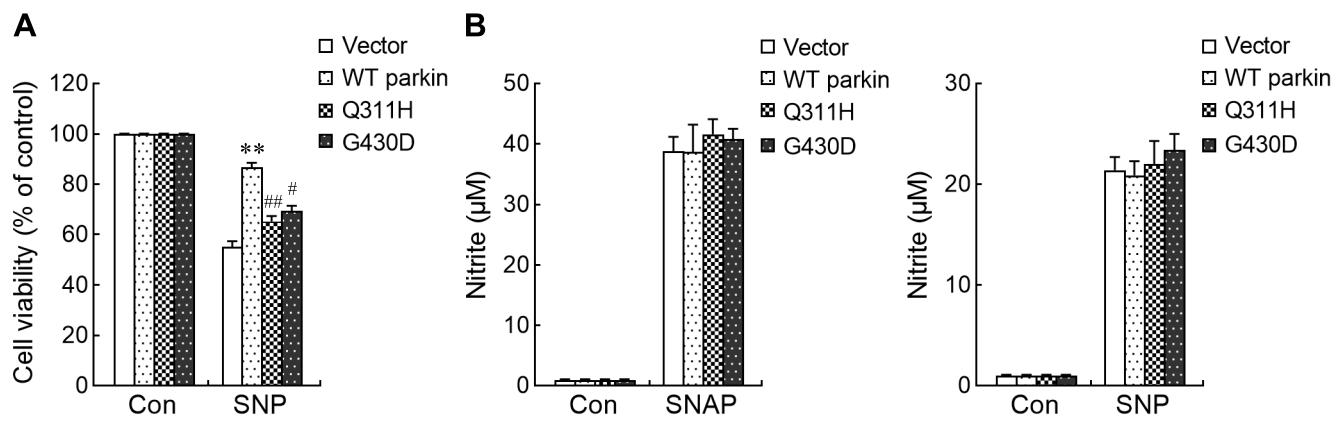 A
Cell viability (% of control)
120
100
80
60
40
20
0
**
##
#
Con
SNP
Vector
WT parkin
Q311H
G430D
B
Nitrite (μM)
50
40
30
20
10
0
Con
SNAP
Vector
WT parkin
Q311H
G430D
Nitrite (μM)
30
20
10
0
Con
SNP
Vector
WT parkin
Q311H
G430D